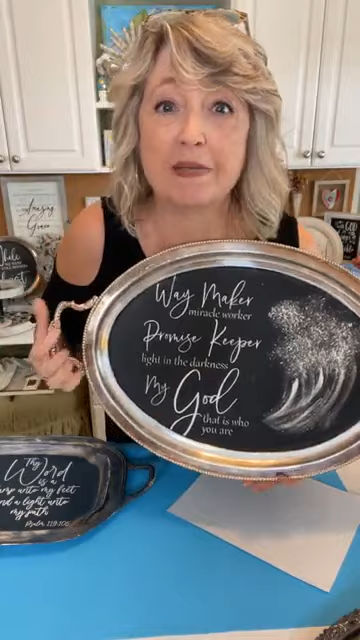 Way Maker
miracle worker
Promise Keeper
light in the darkness
My God
that is who
you are
Thy
Word
is a
lamp unto my feet
and a light unto
my path
Psalm 119:105
Amazing
Grace